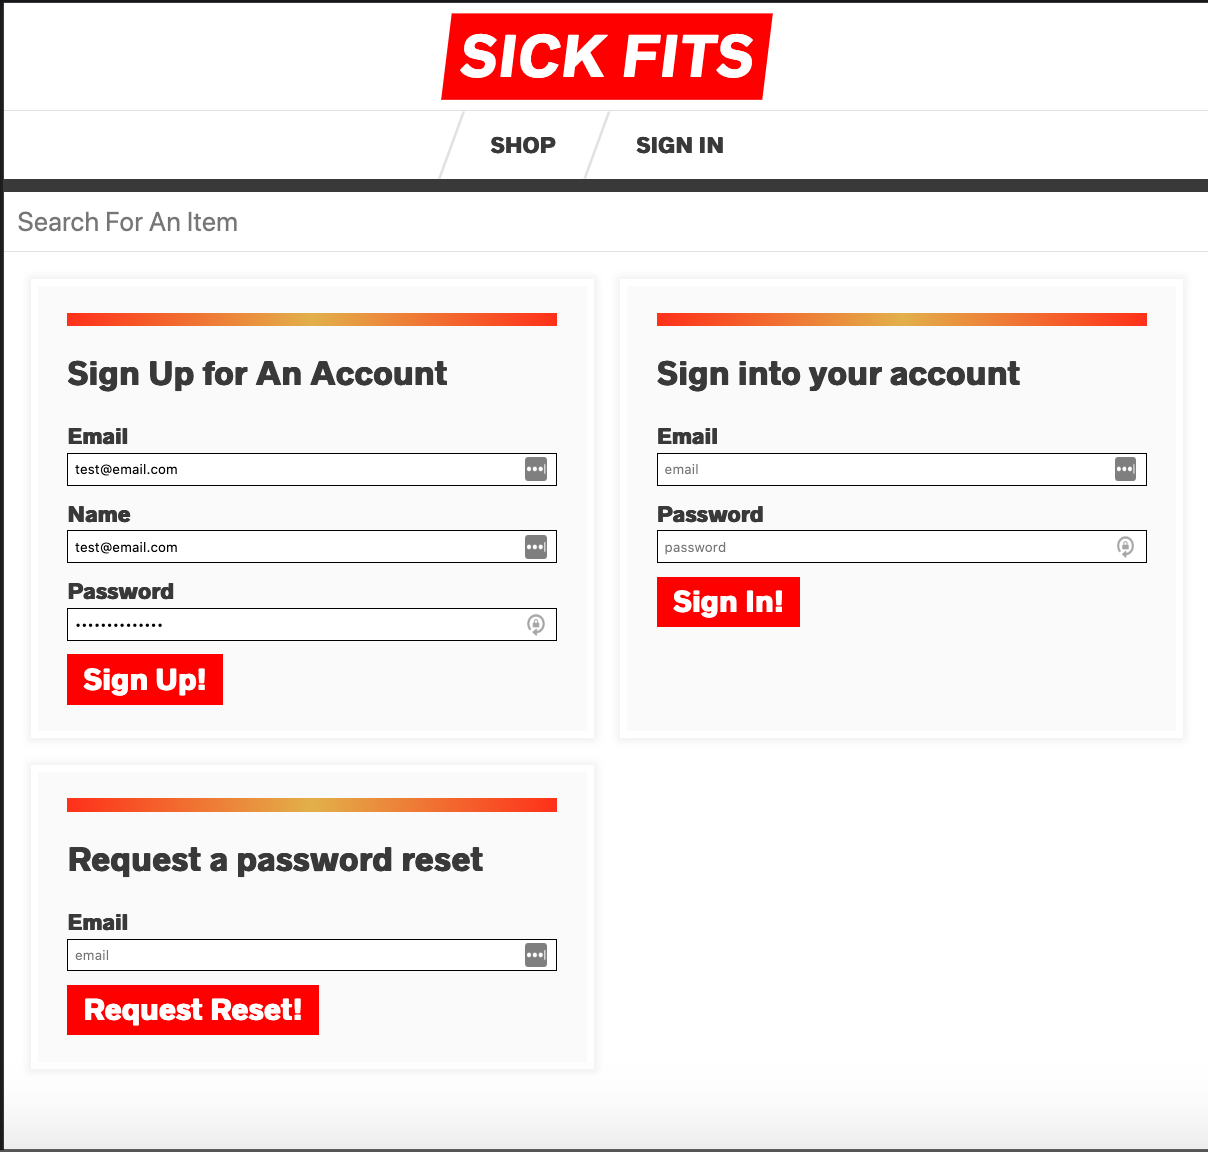 SICK FITS
SHOP
SIGN IN
Search For An Item
Sign Up for An Account
Email
test@email.com
Name
test@email.com
Password
••••••••••••••
Sign Up!
Sign into your account
Email
email
Password
password
Sign In!
Request a password reset
Email
email
Request Reset!